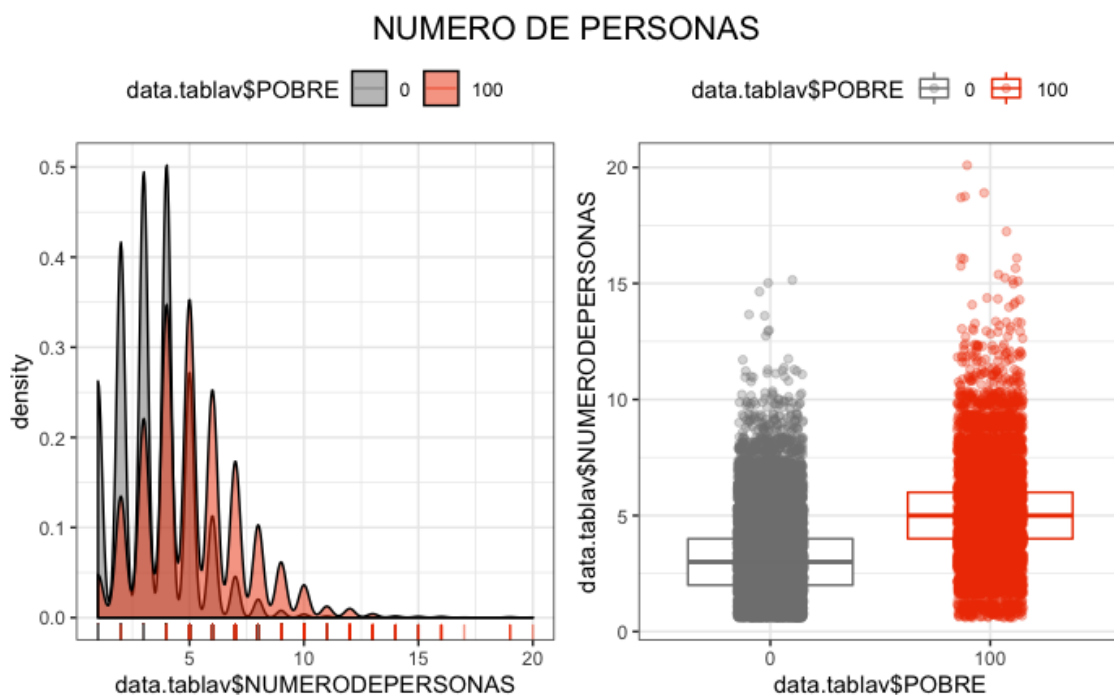 NUMERO DE PERSONAS
data.tablav$POBRE 0 100
data.tablav$POBRE 0 100
density
0.5
0.4
0.3
0.2
0.1
0.0
5 10 15 20
data.tablav$NUMERODEPERSONAS
data.tablav$NUMERODEPERSONAS
20
15
10
5
0
0 100
data.tablav$POBRE